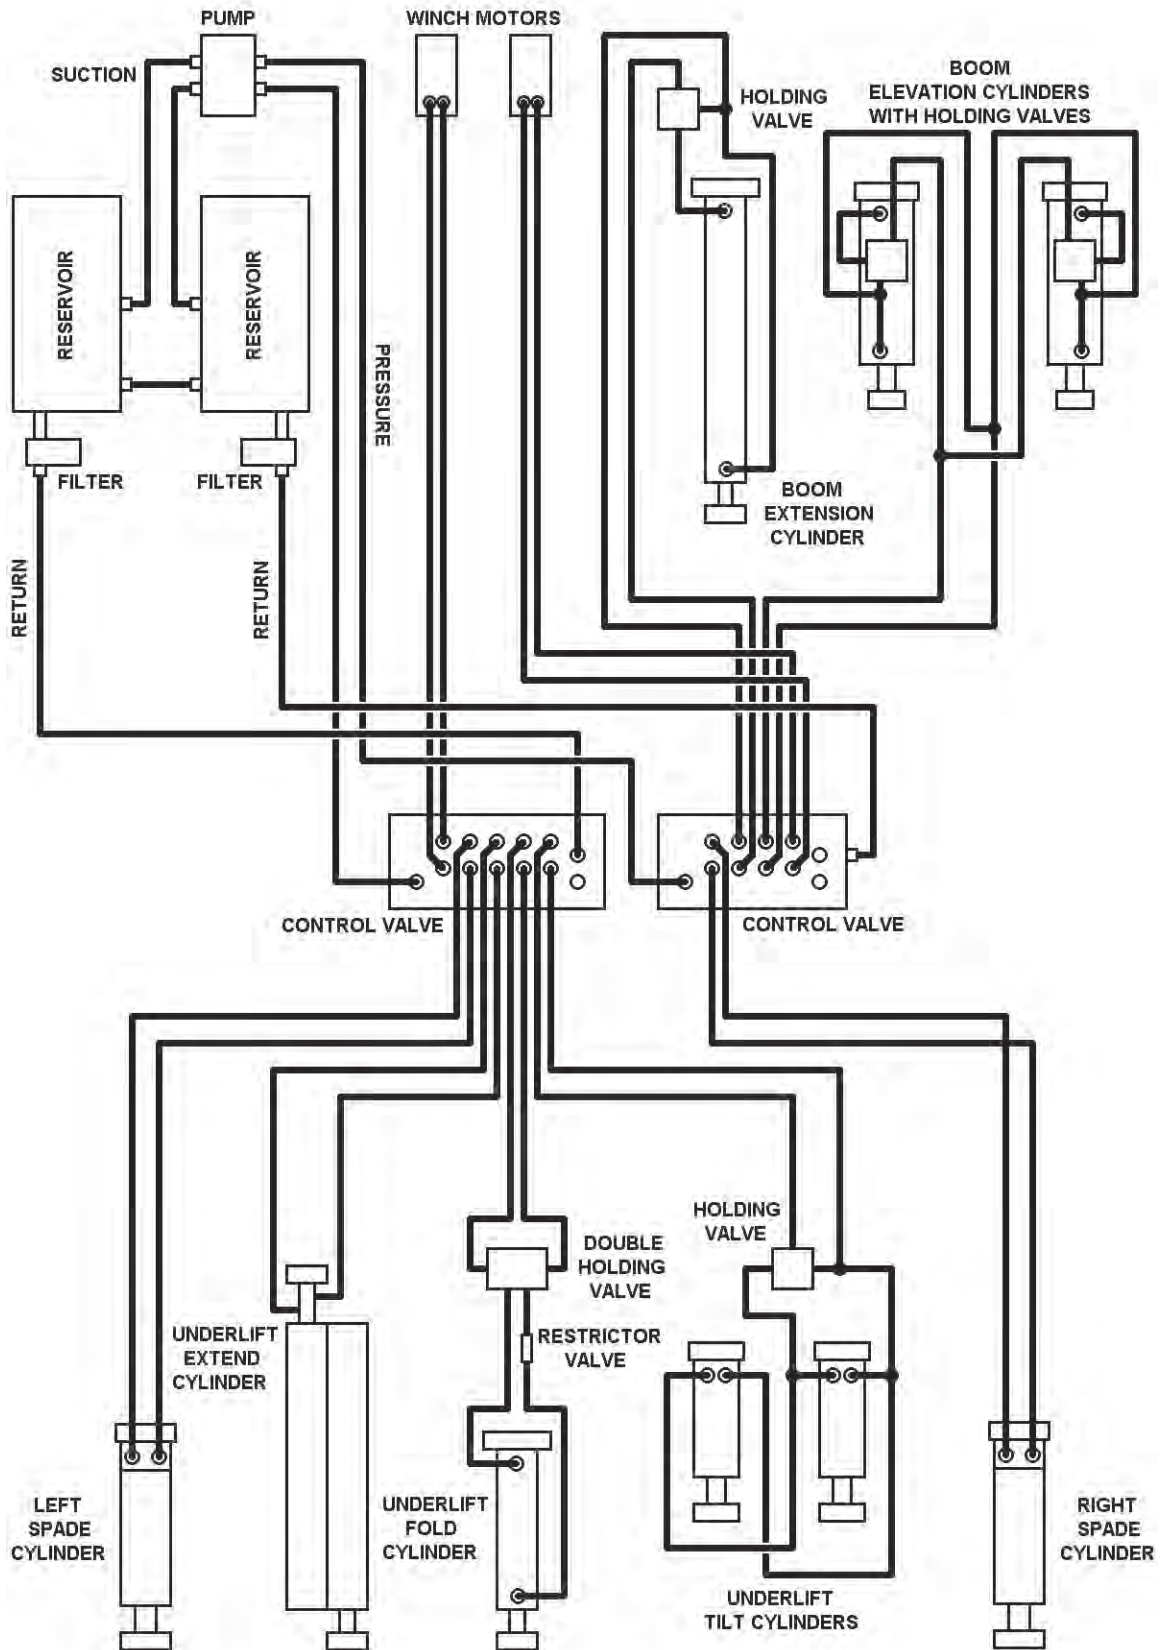 PUMP
WINCH MOTORS
SUCTION
HOLDING
VALVE
BOOM
ELEVATION CYLINDERS
WITH HOLDING VALVES
RESERVOIR
RESERVOIR
PRESSURE
FILTER
FILTER
BOOM
EXTENSION
CYLINDER
RETURN
RETURN
CONTROL VALVE
CONTROL VALVE
DOUBLE
HOLDING
VALVE
HOLDING
VALVE
RESTRICTOR
VALVE
UNDERLIFT
EXTEND
CYLINDER
LEFT
SPADE
CYLINDER
UNDERLIFT
FOLD
CYLINDER
UNDERLIFT
TILT CYLINDERS
RIGHT
SPADE
CYLINDER